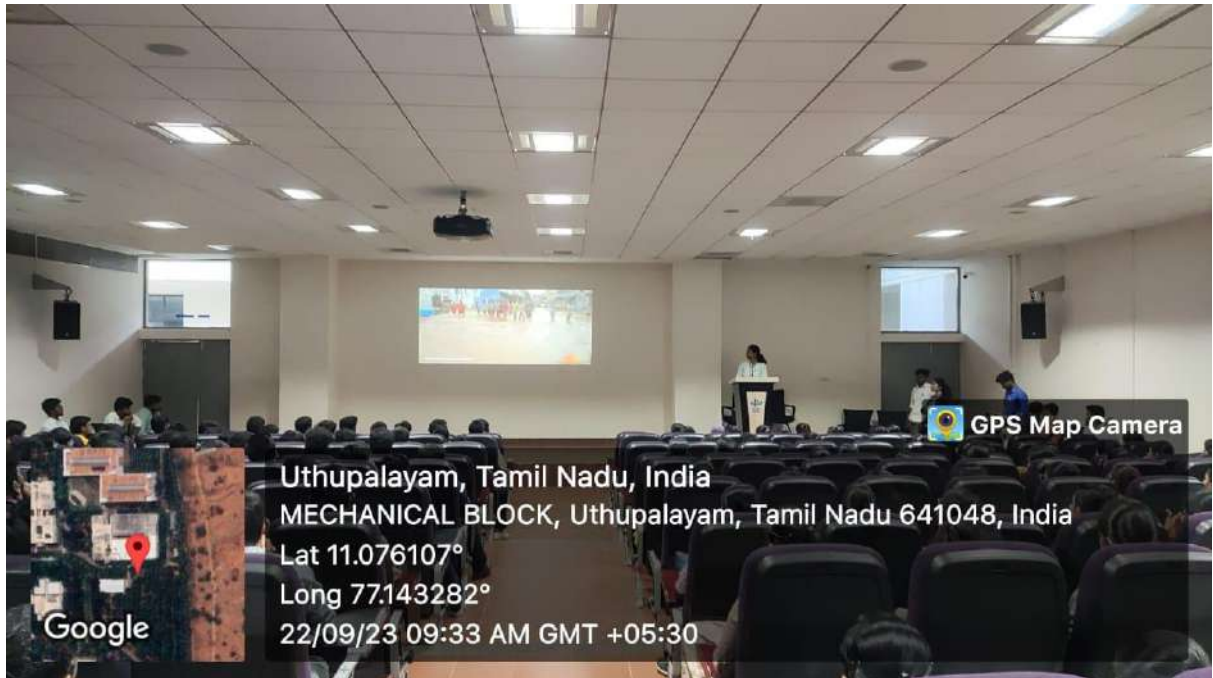 GPS Map Camera
Uthupalayam, Tamil Nadu, India
MECHANICAL BLOCK, Uthupalayam, Tamil Nadu 641048, India
Lat 11.076107°
Long 77.143282°
22/09/23 09:33 AM GMT +05:30
Google